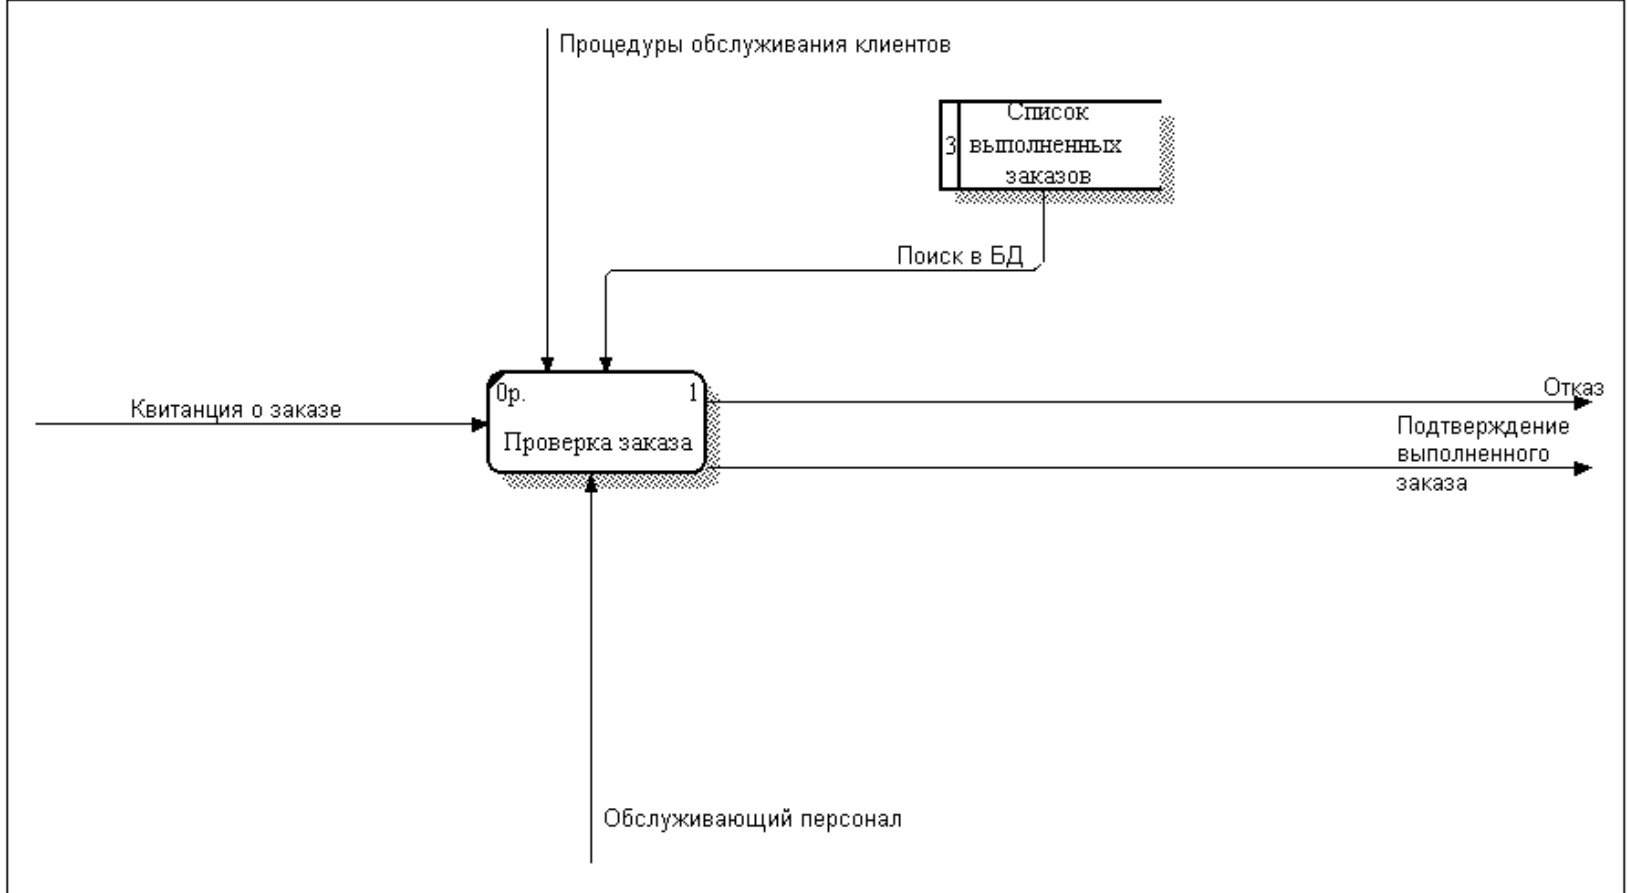 Процедуры обслуживания клиентов
Список
3 выполненных
заказов
Поиск в БД
0р. 1
Проверка заказа
Квитанция о заказе
Отказ
Подтверждение
выполненного
заказа
Обслуживающий персонал